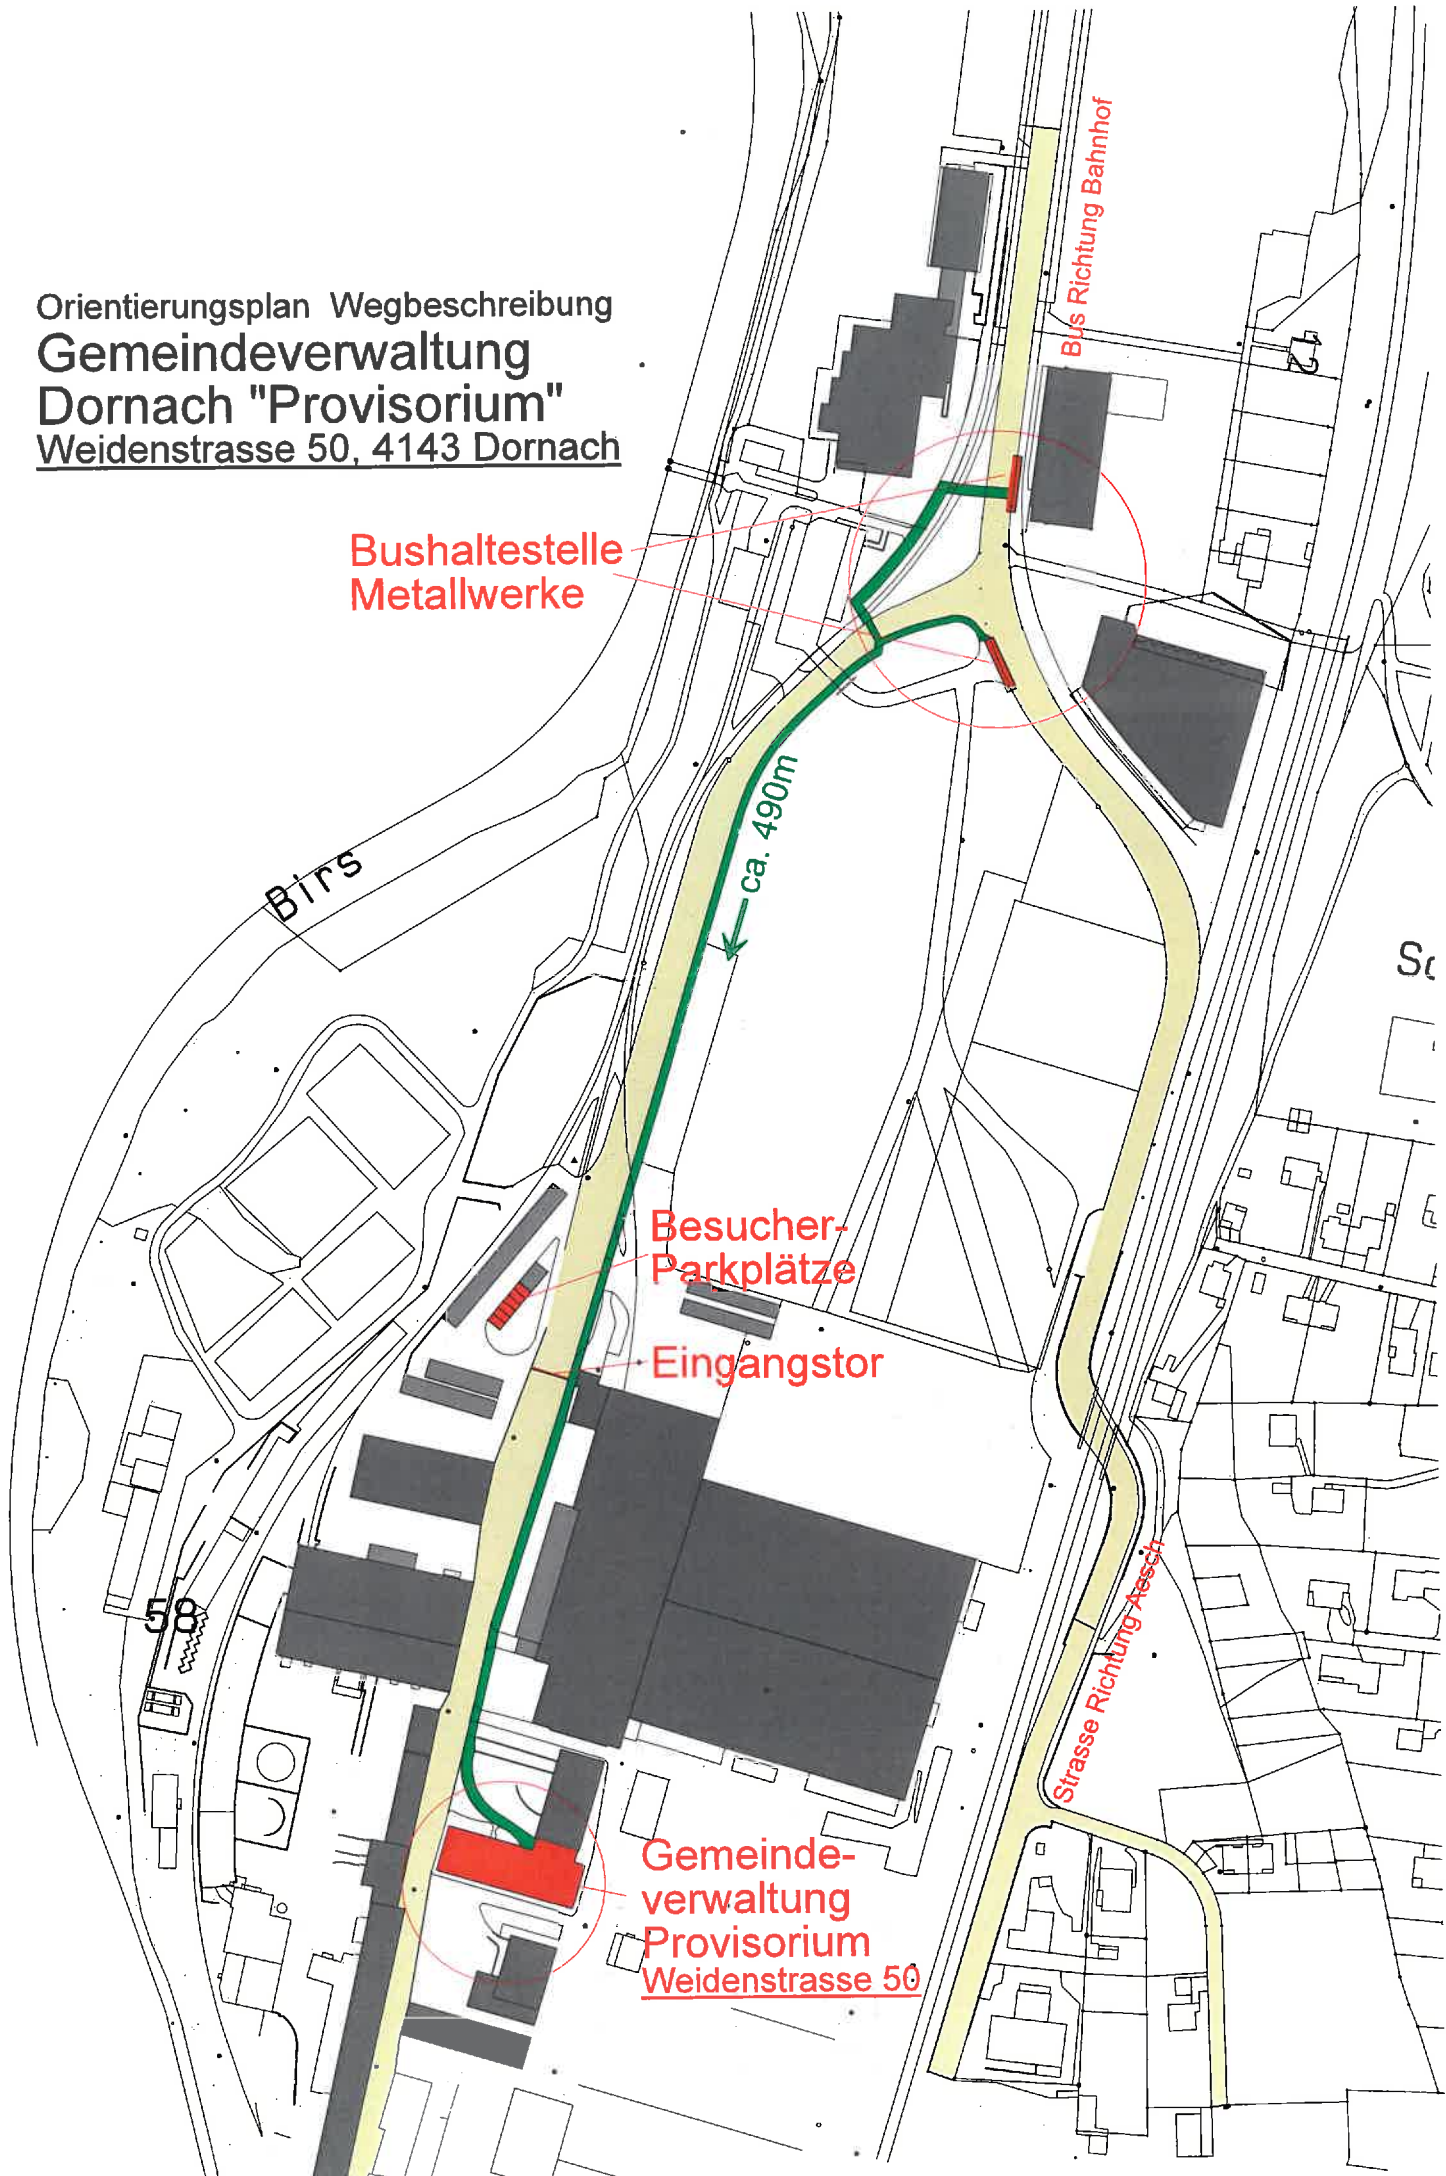 Bus Richtung Bahnhof
Orientierungsplan Wegbeschreibung
Gemeindeverwaltung
Dornach "Provisorium"
Weidenstrasse 50, 4143 Dornach
Bushaltestelle
Metallwerke
ca. 490m
Birs
Besucher-
Parkplätze
Eingangstor
58
Strasse Richtung Aesch
Gemeinde-
verwaltung
Provisorium
Weidenstrasse 50